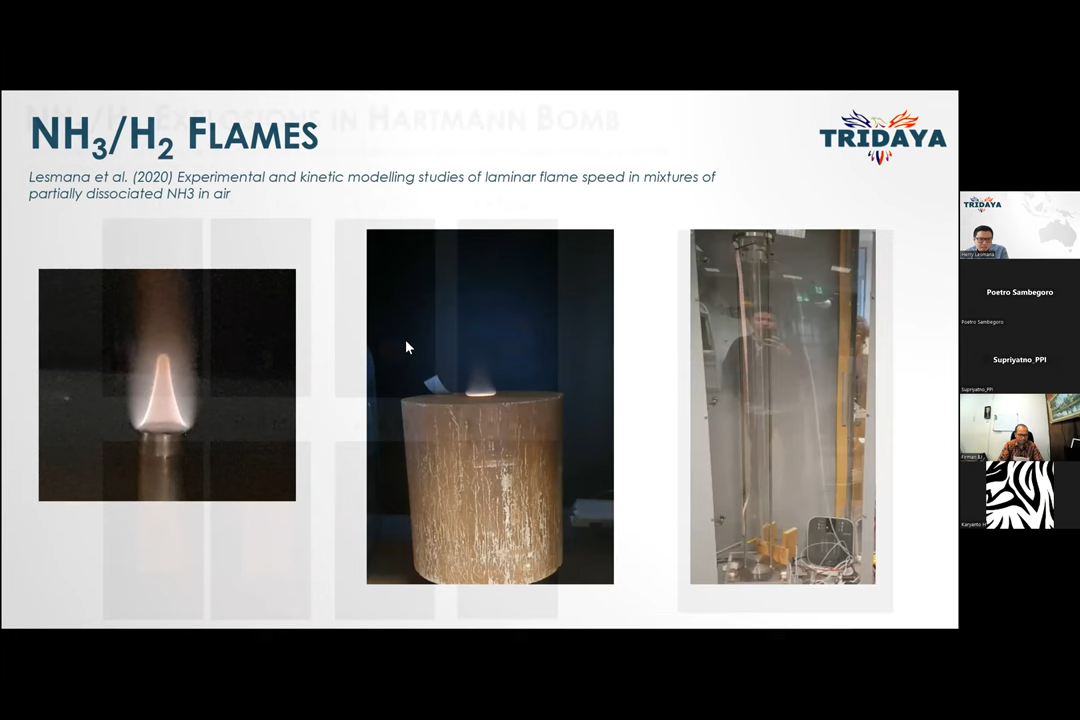 NH3/H2 Explosions in Hartmann Bomb
NH3/H2 FLAMES
TRIDAYA
Lesmana et al. (2020) Experimental and kinetic modelling studies of laminar flame speed in mixtures of
partially dissociated NH3 in air
TRIDAYA
Herry Lesmana
Poetro Sambegoro
Poetro Sambegoro
Supriyatno_PPI
Supriyatno_PPI
Karyanto H